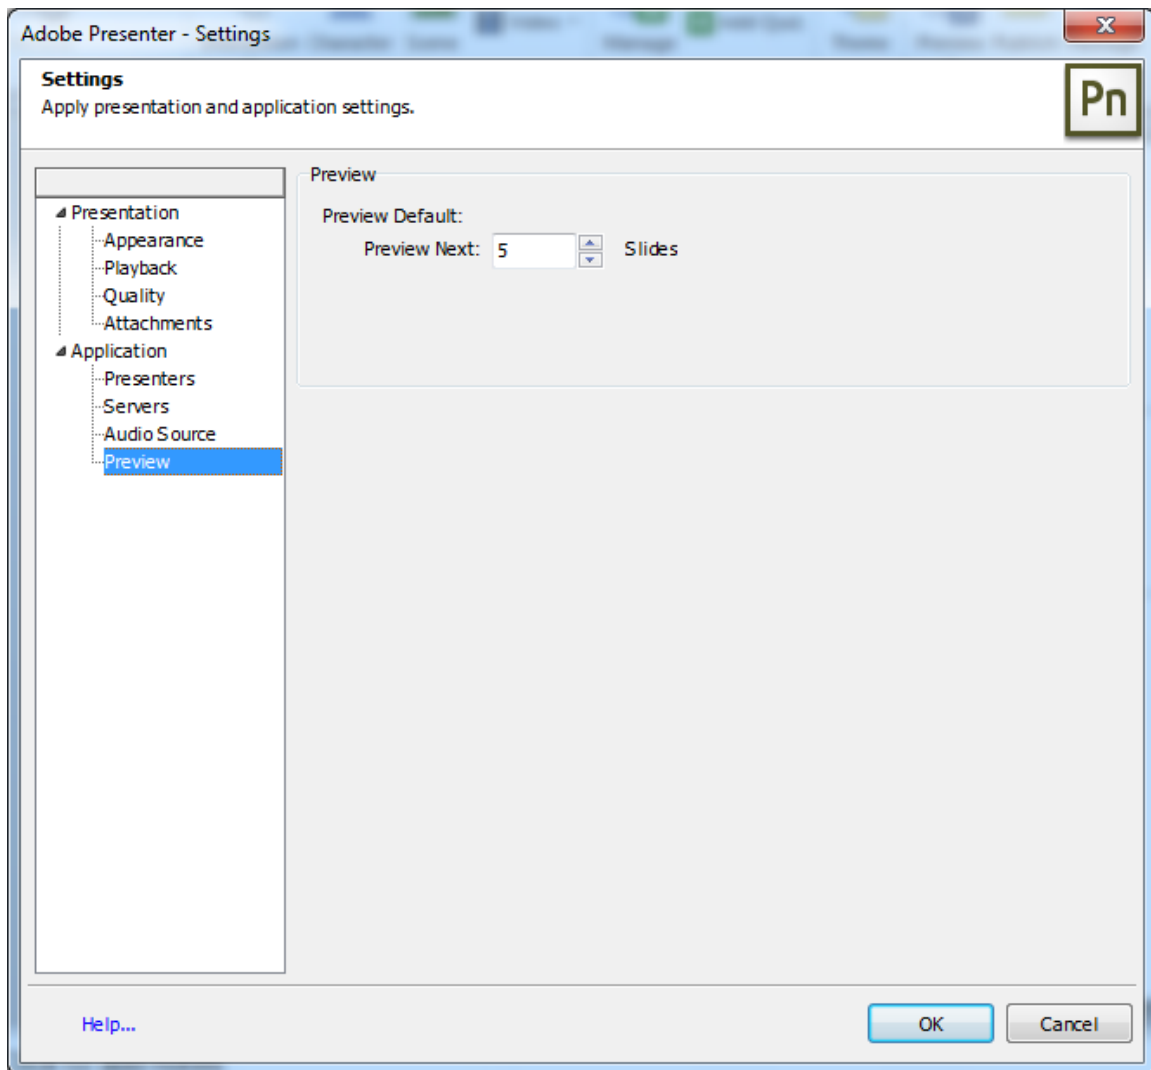 Adobe Presenter - Settings
Settings
Apply presentation and application settings.
Pn
Presentation
Appearance
Playback
Quality
Attachments
Application
Presenters
Servers
Audio Source
Preview
Preview
Preview Default:
Preview Next: 5 Slides
Help...
OK Cancel